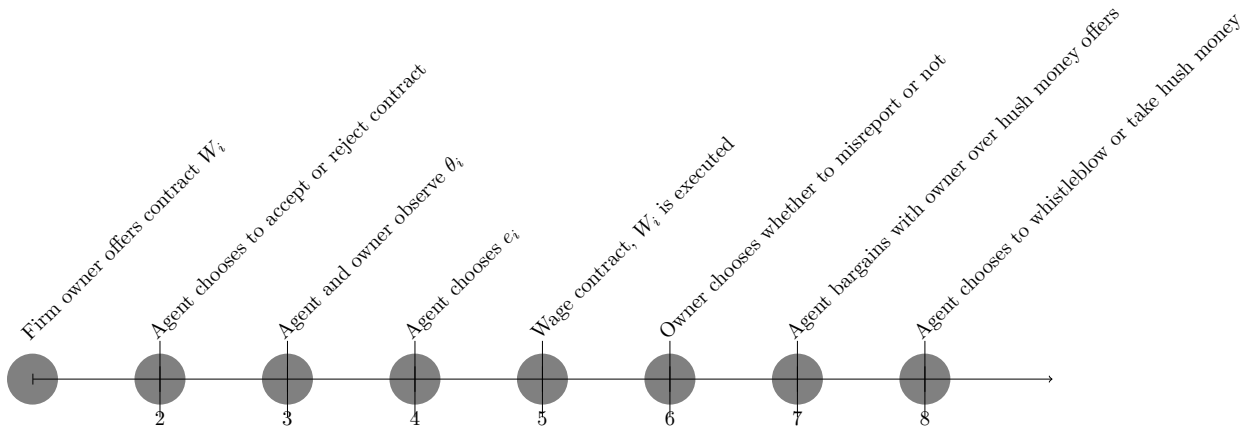 Firm owner offers contract W_i
Agent chooses to accept or reject contract
Agent and owner observe θ_i
Agent chooses e_i
Wage contract, W_i is executed
Owner chooses whether to misreport or not
Agent bargains with owner over hush money offers
Agent chooses to whistleblow or take hush money
2 3 4 5 6 7 8